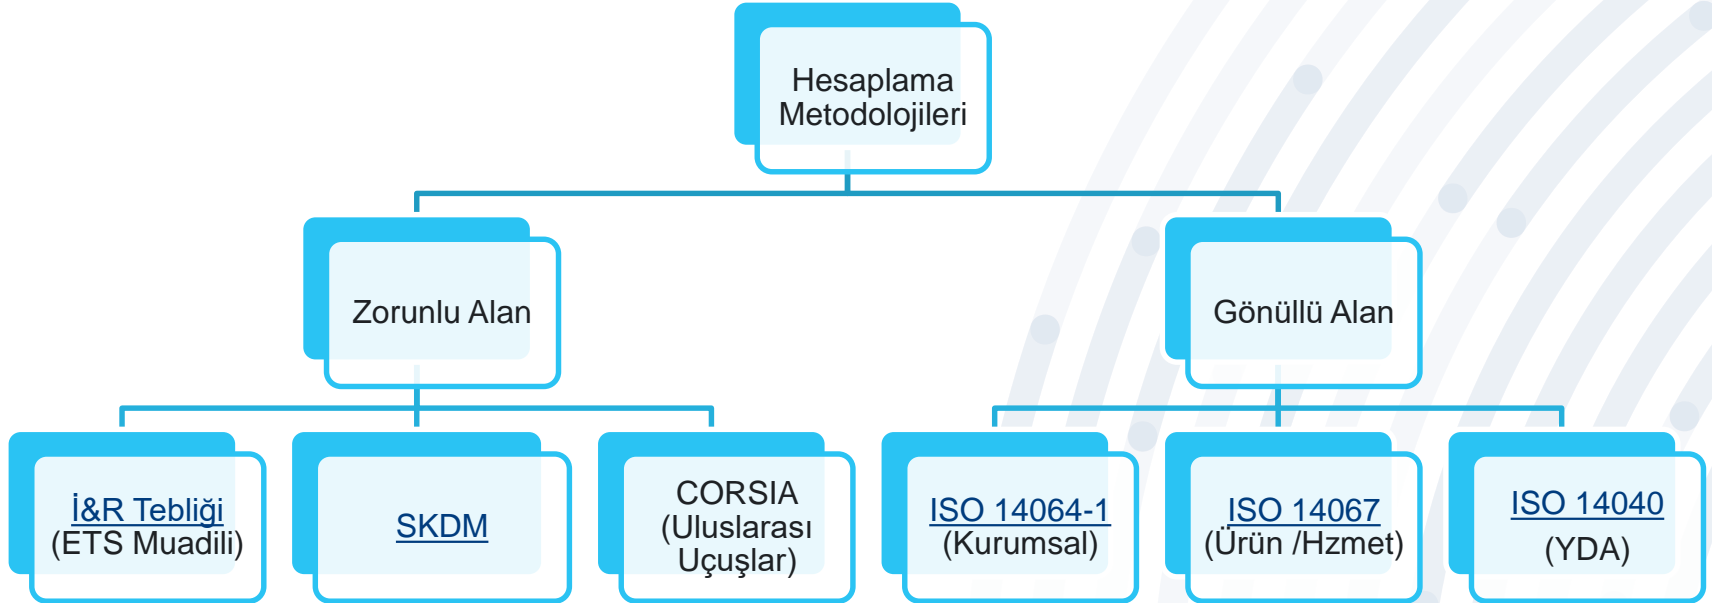 Hesaplama
Metodolojileri
Zorunlu Alan
Gönüllü Alan
İ&R Tebliği
(ETS Muadili)
SKDM
CORSIA
(Uluslarası
Uçuşlar)
ISO 14064-1
(Kurumsal)
ISO 14067
(Ürün /Hzmet)
ISO 14040
(YDA)